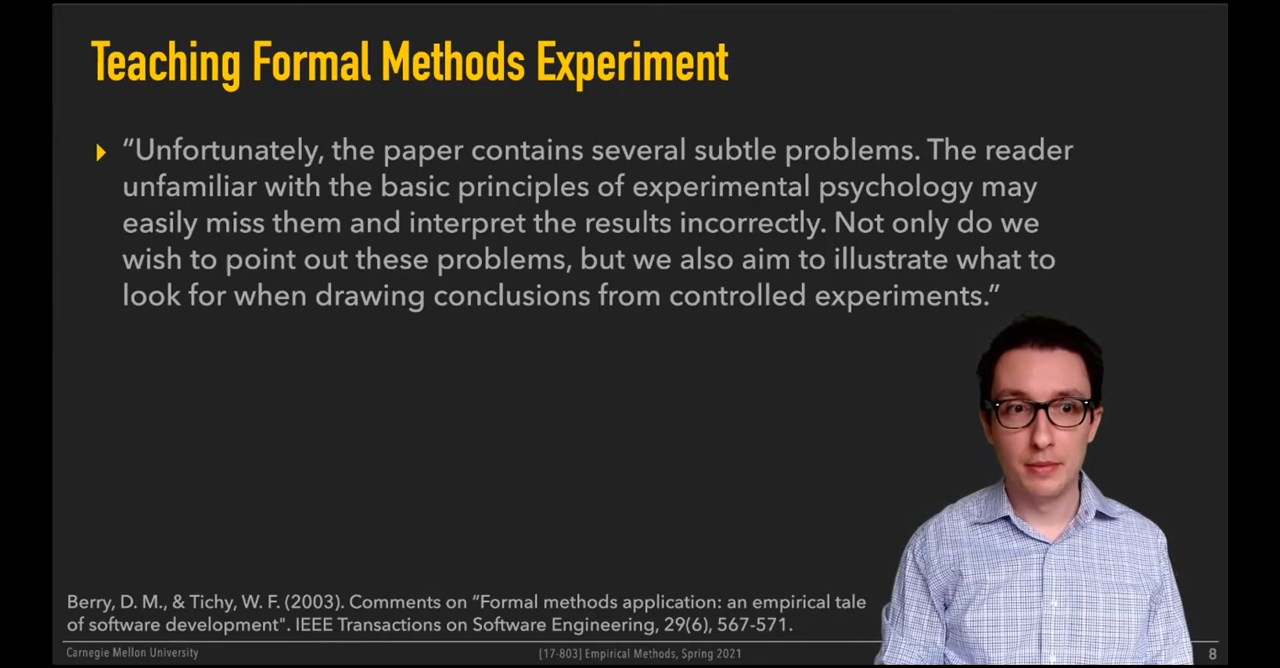 Teaching Formal Methods Experiment
“Unfortunately, the paper contains several subtle problems. The reader
unfamiliar with the basic principles of experimental psychology may
easily miss them and interpret the results incorrectly. Not only do we
wish to point out these problems, but we also aim to illustrate what to
look for when drawing conclusions from controlled experiments.”
Berry, D. M., & Tichy, W. F. (2003). Comments on “Formal methods application: an empirical tale
of software development". IEEE Transactions on Software Engineering, 29(6), 567-571.
Carnegie Mellon University
[17-803] Empirical Methods, Spring 2021
8